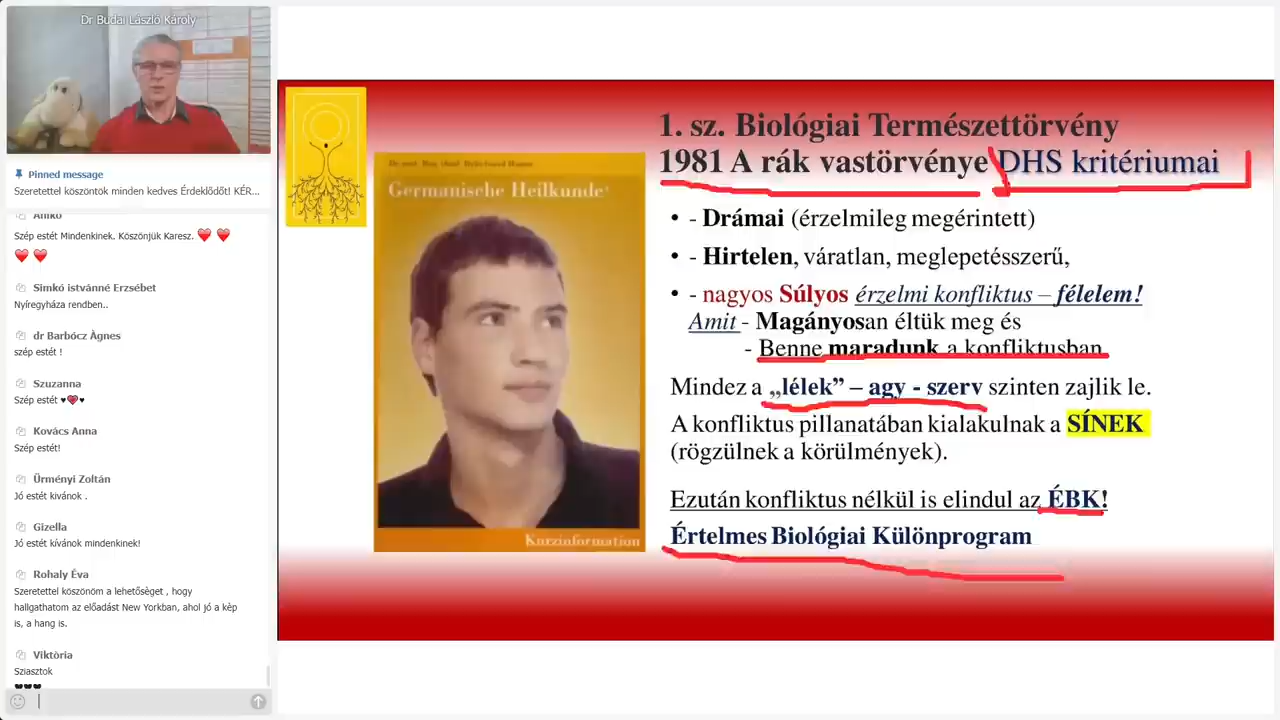 Dr Budai László Károly
Pinned message
Szeretettel köszöntök minden kedves Érdeklődőt! KÉR...
Anikó
Szép estét Mindenkinek. Köszönjük Karesz. ❤️ ❤️
❤️ ❤️
Simkó istvánné Erzsébet
Nyíregyháza rendben..
dr Barbócz Àgnes
szép estét !
Szuzanna
Szép estét ♥💝♥
Kovács Anna
Szép estét!
Ürményi Zoltán
Jó estét kivánok .
Gizella
Jó estét kívánok mindenkinek!
Rohaly Éva
Szeretettel köszönöm a lehetősèget , hogy
hallgathatom az előadást New Yorkban, ahol jó a kèp
is, a hang is.
Viktòria
Sziasztok
Germanische Heilkunde
Kurzinformation
1. sz. Biológiai Természettörvény
1981 A rák vastörvénye DHS kritériumai
• - Drámai (érzelmileg megérintett)
• - Hirtelen, váratlan, meglepetésszerű,
• - nagyos Súlyos érzelmi konfliktus – félelem!
Amit - Magányosan éltük meg és
- Benne maradunk a konfliktusban
Mindez a „lélek” – agy - szerv szinten zajlik le.
A konfliktus pillanatában kialakulnak a SÍNEK
(rögzülnek a körülmények).
Ezután konfliktus nélkül is elindul az ÉBK!
Értelmes Biológiai Különprogram